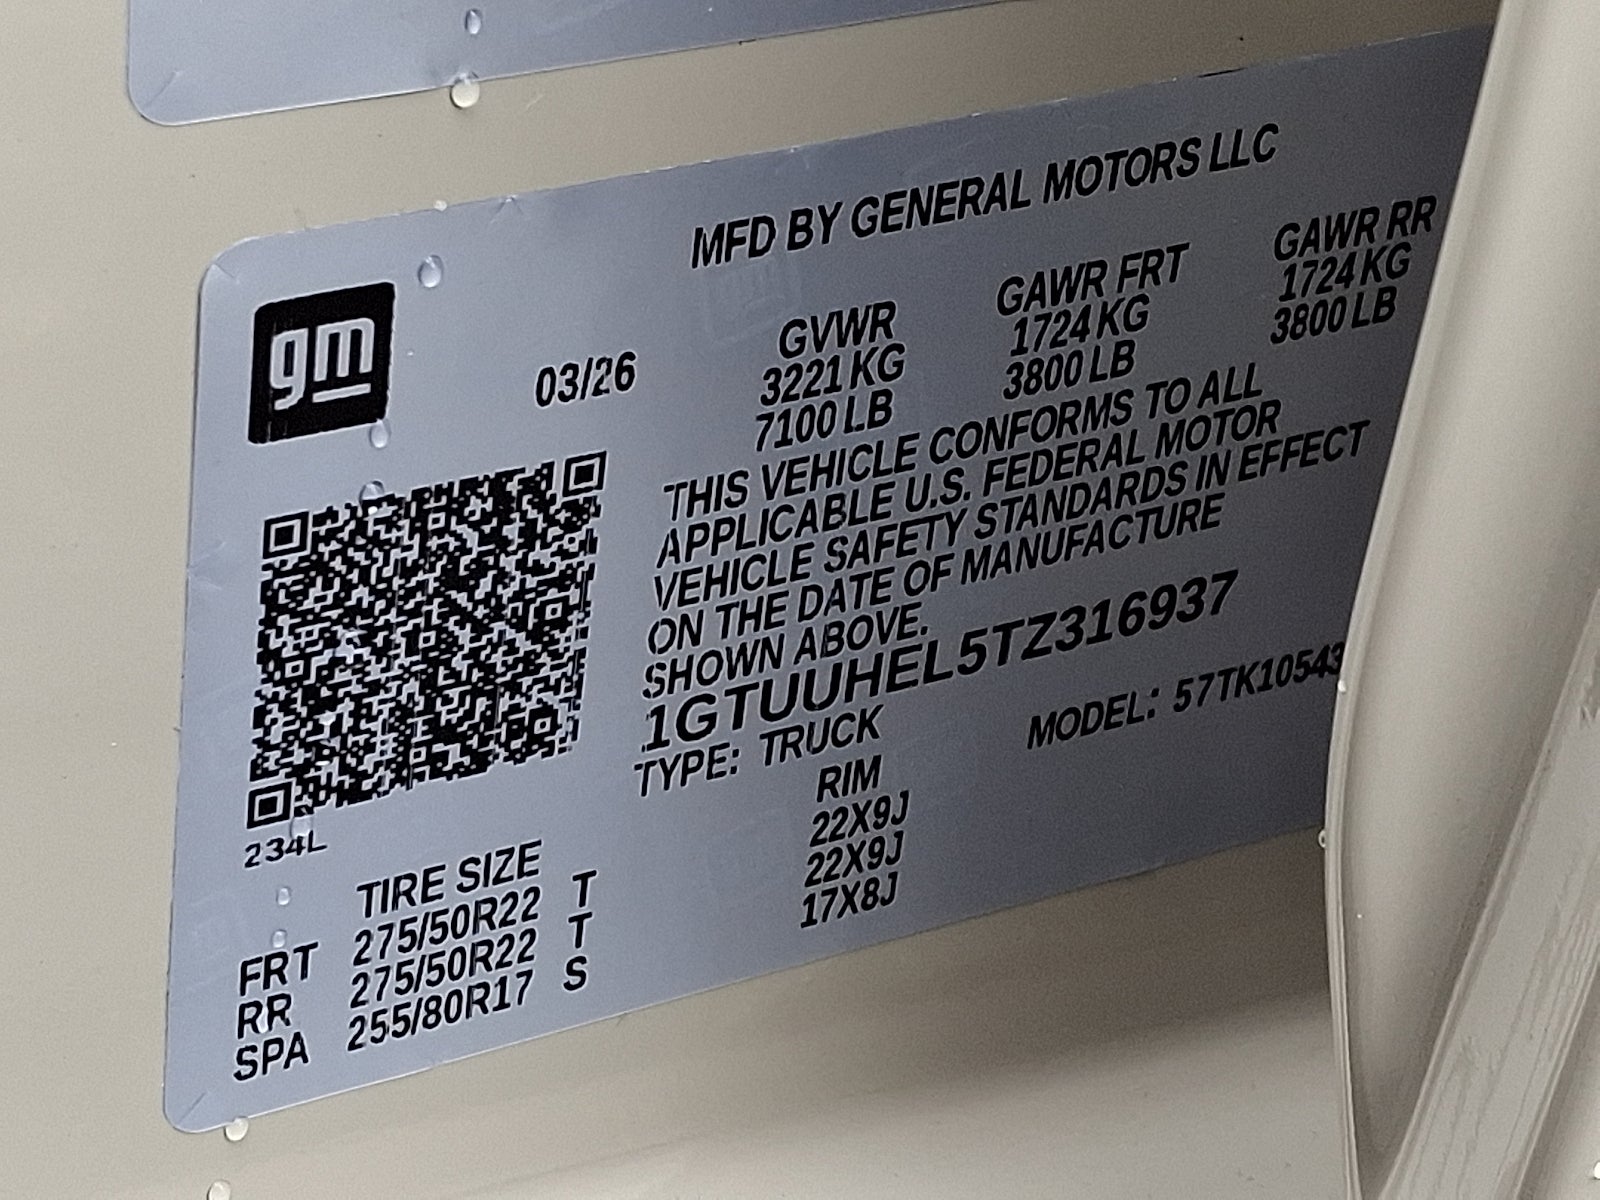 MFD BY GENERAL MOTORS LLC
gm
03/26
GVWR GAWR FRT GAWR RR
3221 KG 1724 KG 1724 KG
7100 LB 3800 LB 3800 LB
THIS VEHICLE CONFORMS TO ALL
APPLICABLE U.S. FEDERAL MOTOR
VEHICLE SAFETY STANDARDS IN EFFECT
ON THE DATE OF MANUFACTURE
SHOWN ABOVE.
1GTUUHEL5TZ316937
TYPE: TRUCK MODEL: 57TK10543
234L
TIRE SIZE RIM
FRT 275/50R22 T 22X9J
RR 275/50R22 T 22X9J
SPA 255/80R17 S 17X8J